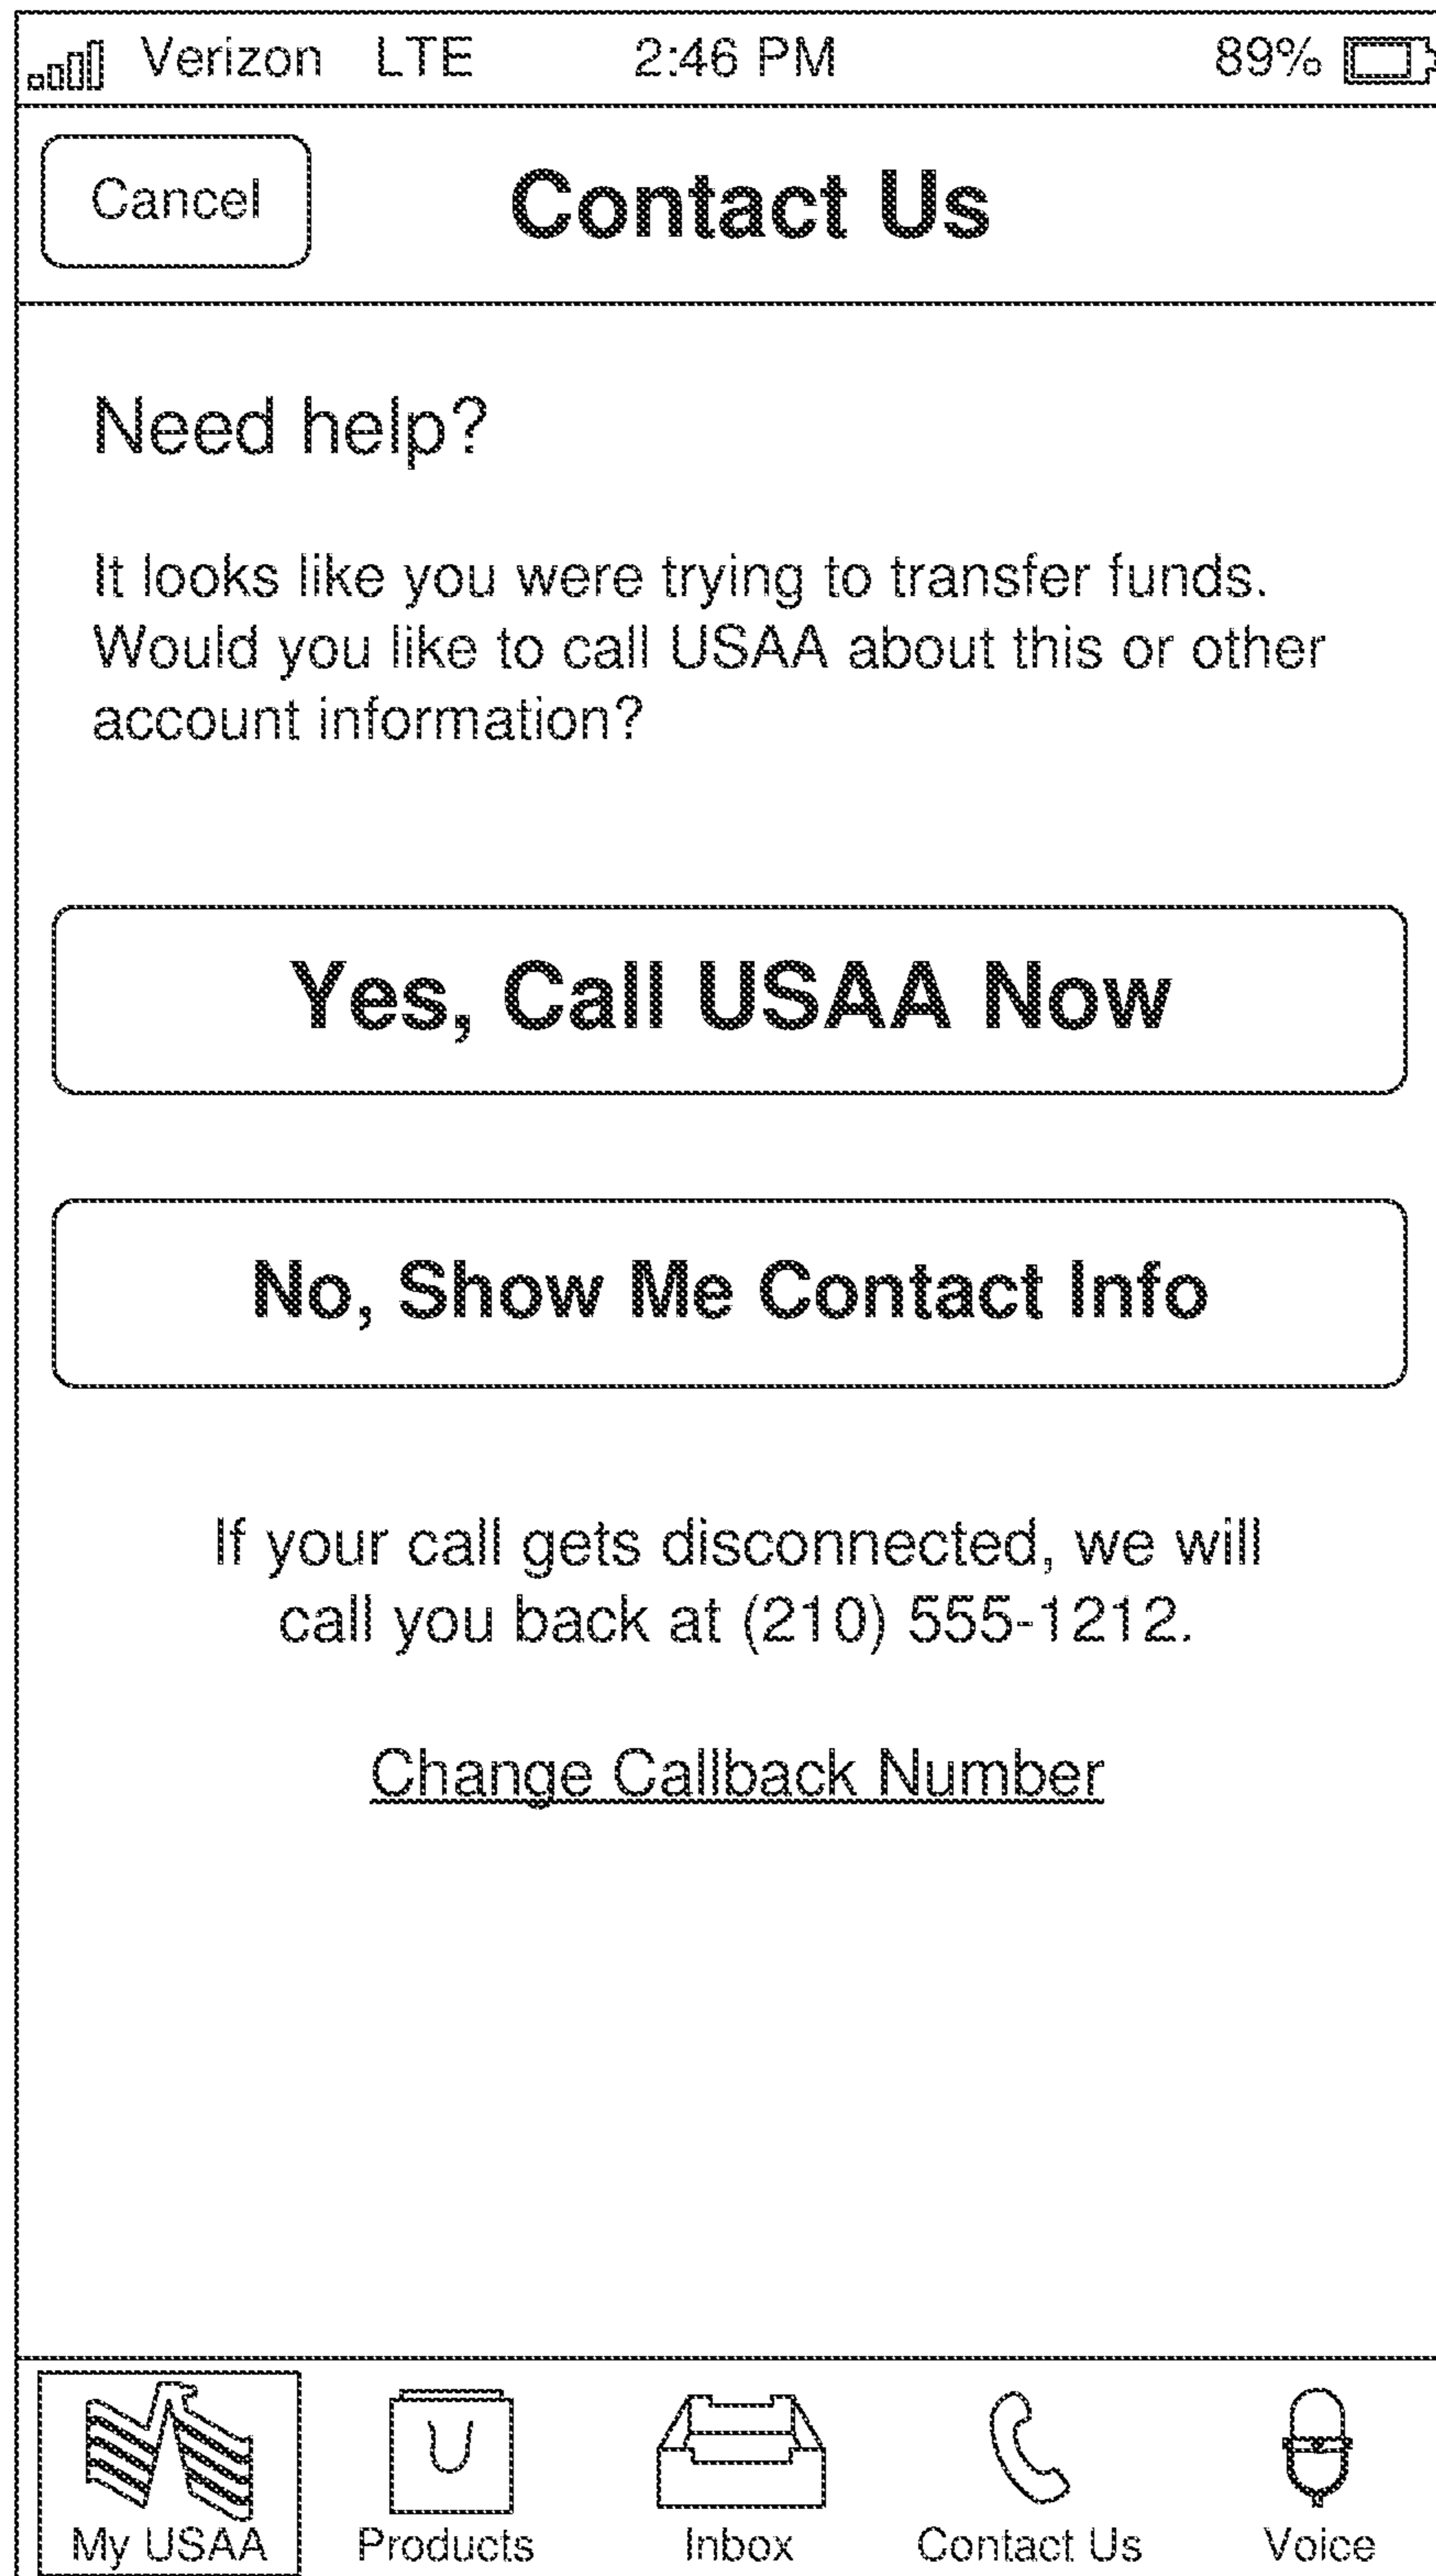 Verizon LTE 2:46 PM 89%
Cancel Contact Us
Need help?
It looks like you were trying to transfer funds.
Would you like to call USAA about this or other
account information?
Yes, Call USAA Now
No, Show Me Contact Info
If your call gets disconnected, we will
call you back at (210) 555-1212.
Change Callback Number
My USAA Products Inbox Contact Us Voice